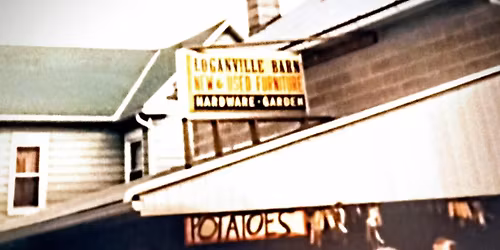 LOGANVILLE BARN
NEW & USED FURNITURE
HARDWARE · GARDEN
POTATOES